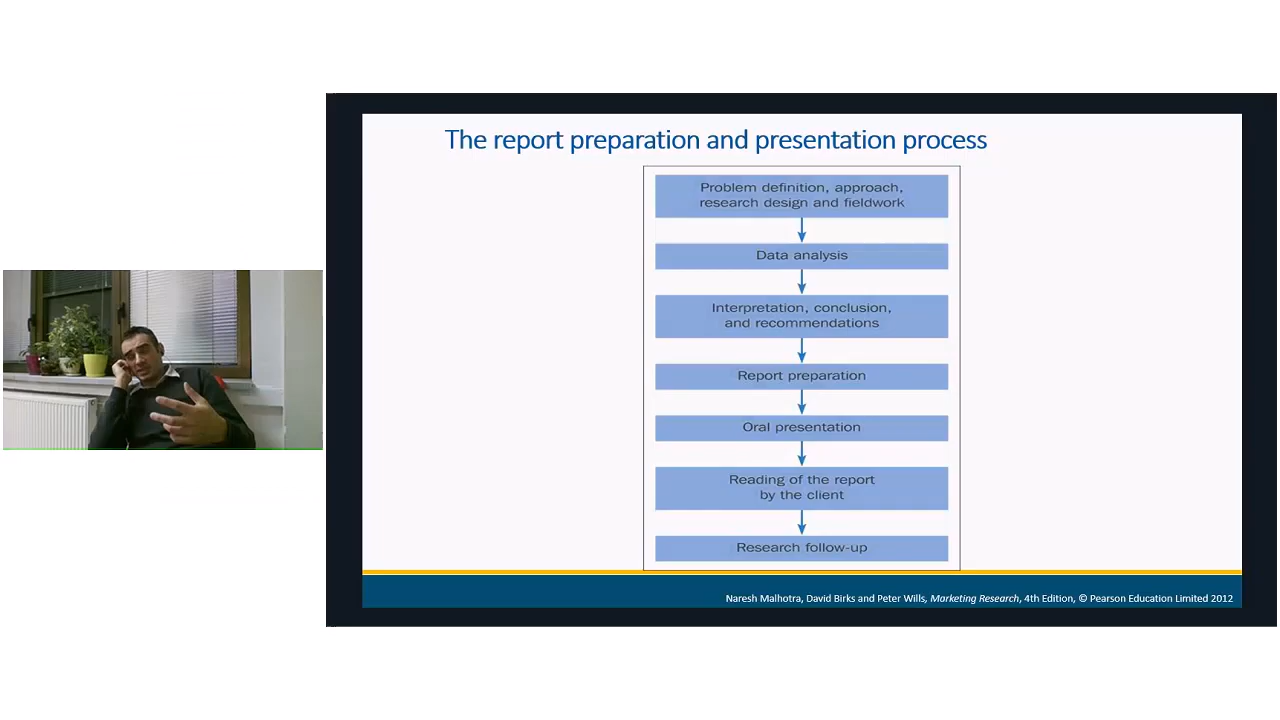 The report preparation and presentation process
Problem definition, approach,
research design and fieldwork
Data analysis
Interpretation, conclusion,
and recommendations
Report preparation
Oral presentation
Reading of the report
by the client
Research follow-up
Naresh Malhotra, David Birks and Peter Wills, Marketing Research, 4th Edition, © Pearson Education Limited 2012